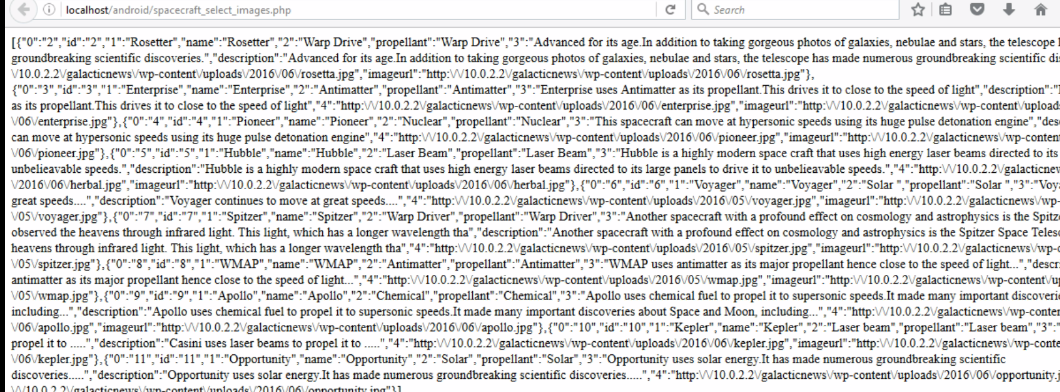 localhost/android/spacecraft_select_images.php
Search
[{"0":"2","id":"2","1":"Rosetter","name":"Rosetter","2":"Warp Drive","propellant":"Warp Drive","3":"Advanced for its age.In addition to taking gorgeous photos of galaxies, nebulae and stars, the telescope
groundbreaking scientific discoveries.","description":"Advanced for its age.In addition to taking gorgeous photos of galaxies, nebulae and stars, the telescope has made numerous groundbreaking scientific
\/10.0.2.2\/galacticnews\/wp-content\/uploads\/2016\/06\/rosetta.jpg","imageurl":"http:\/\/10.0.2.2\/galacticnews\/wp-content\/uploads\/2016\/06\/rosetta.jpg"},
{"0":"3","id":"3","1":"Enterprise","name":"Enterprise","2":"Antimatter","propellant":"Antimatter","3":"Enterprise uses Antimatter as its propellant.This drives it to close to the speed of light","description":"
as its propellant.This drives it to close to the speed of light","4":"http:\/\/10.0.2.2\/galacticnews\/wp-content\/uploads\/2016\/06\/enterprise.jpg","imageurl":"http:\/\/10.0.2.2\/galacticnews\/wp-content\/upload
\/06\/enterprise.jpg"},{"0":"4","id":"4","1":"Pioneer","name":"Pioneer","2":"Nuclear","propellant":"Nuclear","3":"This spacecraft can move at hypersonic speeds using its huge pulse detonation engine","des
can move at hypersonic speeds using its huge pulse detonation engine","4":"http:\/\/10.0.2.2\/galacticnews\/wp-content\/uploads\/2016\/06\/pioneer.jpg","imageurl":"http:\/\/10.0.2.2\/galacticnews\/wp-conten
\/06\/pioneer.jpg"},{"0":"5","id":"5","1":"Hubble","name":"Hubble","2":"Laser Beam","propellant":"Laser Beam","3":"Hubble is a highly modern space craft that uses high energy laser beams directed to its
unbelieavable speeds.","description":"Hubble is a highly modern space craft that uses high energy laser beams directed to its large panels to drive it to unbelieavable speeds.","4":"http:\/\/10.0.2.2\/galacticnew
\/2016\/06\/herbal.jpg","imageurl":"http:\/\/10.0.2.2\/galacticnews\/wp-content\/uploads\/2016\/06\/herbal.jpg"},{"0":"6","id":"6","1":"Voyager","name":"Voyager","2":"Solar ","propellant":"Solar ","3":"Voy
great speeds....","description":"Voyager continues to move at great speeds....","4":"http:\/\/10.0.2.2\/galacticnews\/wp-content\/uploads\/2016\/05\/voyager.jpg","imageurl":"http:\/\/10.0.2.2\/galacticnews\/wp-
\/05\/voyager.jpg"},{"0":"7","id":"7","1":"Spitzer","name":"Spitzer","2":"Warp Driver","propellant":"Warp Driver","3":"Another spacecraft with a profound effect on cosmology and astrophysics is the Spitz
observed the heavens through infrared light. This light, which has a longer wavelength tha","description":"Another spacecraft with a profound effect on cosmology and astrophysics is the Spitzer Space Telesc
heavens through infrared light. This light, which has a longer wavelength tha","4":"http:\/\/10.0.2.2\/galacticnews\/wp-content\/uploads\/2016\/05\/spitzer.jpg","imageurl":"http:\/\/10.0.2.2\/galacticnews\/wp-c
\/05\/spitzer.jpg"},{"0":"8","id":"8","1":"WMAP","name":"WMAP","2":"Antimatter","propellant":"Antimatter","3":"WMAP uses antimatter as its major propellant hence close to the speed of light...","descri
antimatter as its major propellant hence close to the speed of light...","4":"http:\/\/10.0.2.2\/galacticnews\/wp-content\/uploads\/2016\/05\/wmap.jpg","imageurl":"http:\/\/10.0.2.2\/galacticnews\/wp-content\/up
\/05\/wmap.jpg"},{"0":"9","id":"9","1":"Apollo","name":"Apollo","2":"Chemical","propellant":"Chemical","3":"Apollo uses chemical fuel to propel it to supersonic speeds.It made many important discoveri
including...","description":"Apollo uses chemical fuel to propel it to supersonic speeds.It made many important discoveries about Space and Moon, including...","4":"http:\/\/10.0.2.2\/galacticnews\/wp-conten
\/06\/apollo.jpg","imageurl":"http:\/\/10.0.2.2\/galacticnews\/wp-content\/uploads\/2016\/06\/apollo.jpg"},{"0":"10","id":"10","1":"Kepler","name":"Kepler","2":"Laser beam","propellant":"Laser beam","3":
propel it to .....","description":"Casini uses laser beams to propel it to .....","4":"http:\/\/10.0.2.2\/galacticnews\/wp-content\/uploads\/2016\/06\/kepler.jpg","imageurl":"http:\/\/10.0.2.2\/galacticnews\/wp-content
\/06\/kepler.jpg"},{"0":"11","id":"11","1":"Opportunity","name":"Opportunity","2":"Solar","propellant":"Solar","3":"Opportunity uses solar energy.It has made numerous groundbreaking scientific
discoveries.....","description":"Opportunity uses solar energy.It has made numerous groundbreaking scientific discoveries.....","4":"http:\/\/10.0.2.2\/galacticnews\/wp-content\/uploads\/2016\/06\/opportunity.
\/10.0.2.2\/galacticnews\/wp-content\/uploads\/2016\/06\/opportunity.jpg"}]